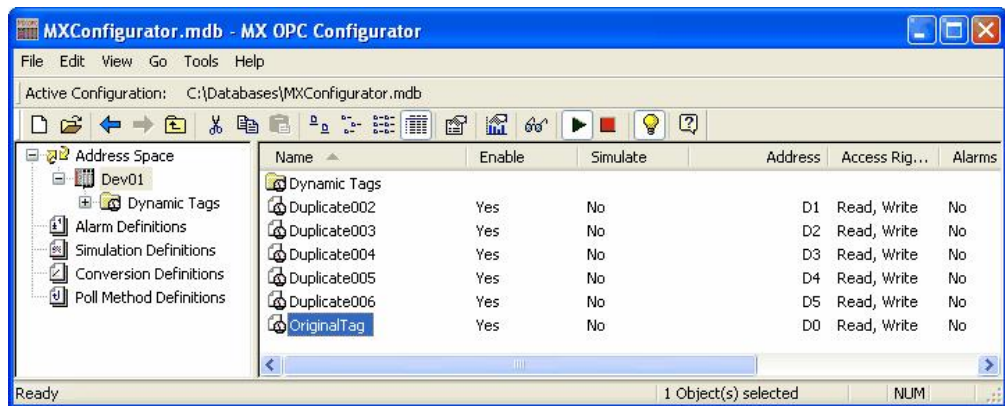 MXConfigurator.mdb - MX OPC Configurator
File Edit View Go Tools Help
Active Configuration: C:\Databases\MXConfigurator.mdb
Address Space
Dev01
Dynamic Tags
Alarm Definitions
Simulation Definitions
Conversion Definitions
Poll Method Definitions
Name Enable Simulate Address Access Rig... Alarms
Dynamic Tags
Duplicate002 Yes No D1 Read, Write No
Duplicate003 Yes No D2 Read, Write No
Duplicate004 Yes No D3 Read, Write No
Duplicate005 Yes No D4 Read, Write No
Duplicate006 Yes No D5 Read, Write No
OriginalTag Yes No D0 Read, Write No
Ready 1 Object(s) selected NUM